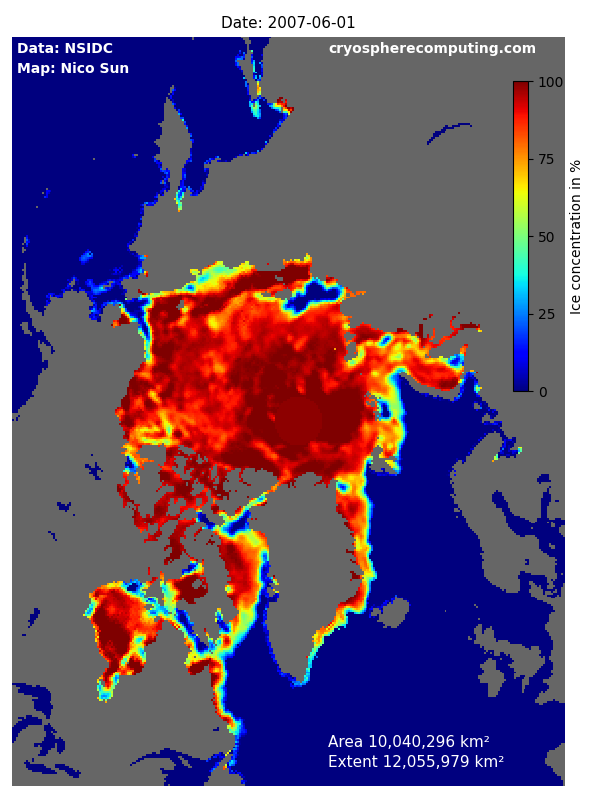 Date: 2007-06-01
Data: NSIDC
Map: Nico Sun
cryospherecomputing.com
100
75
50
25
0
Ice concentration in %
Area 10,040,296 km²
Extent 12,055,979 km²